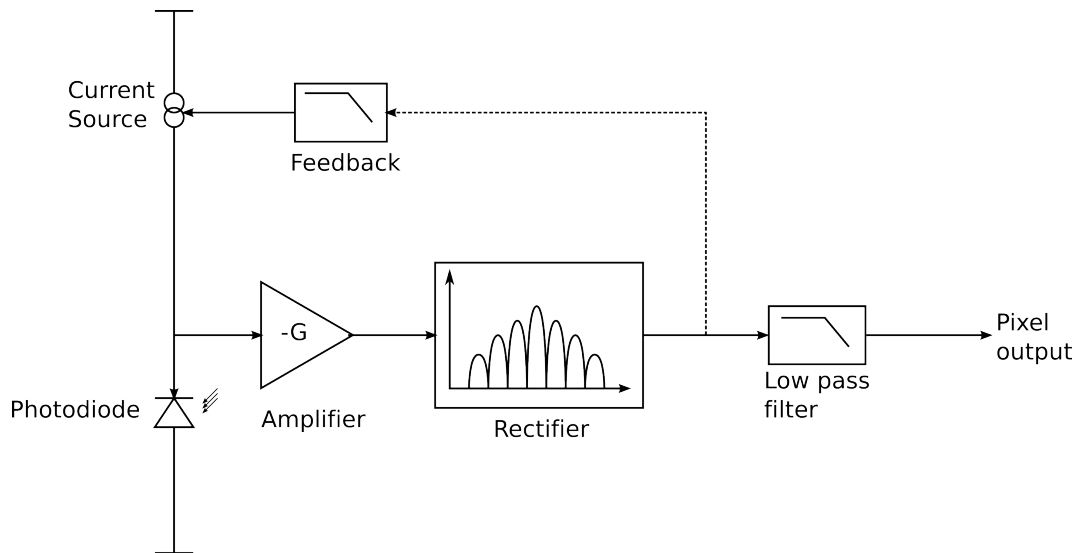 Current
Source
Feedback
-G
Amplifier
Rectifier
Photodiode
Low pass
filter
Pixel
output